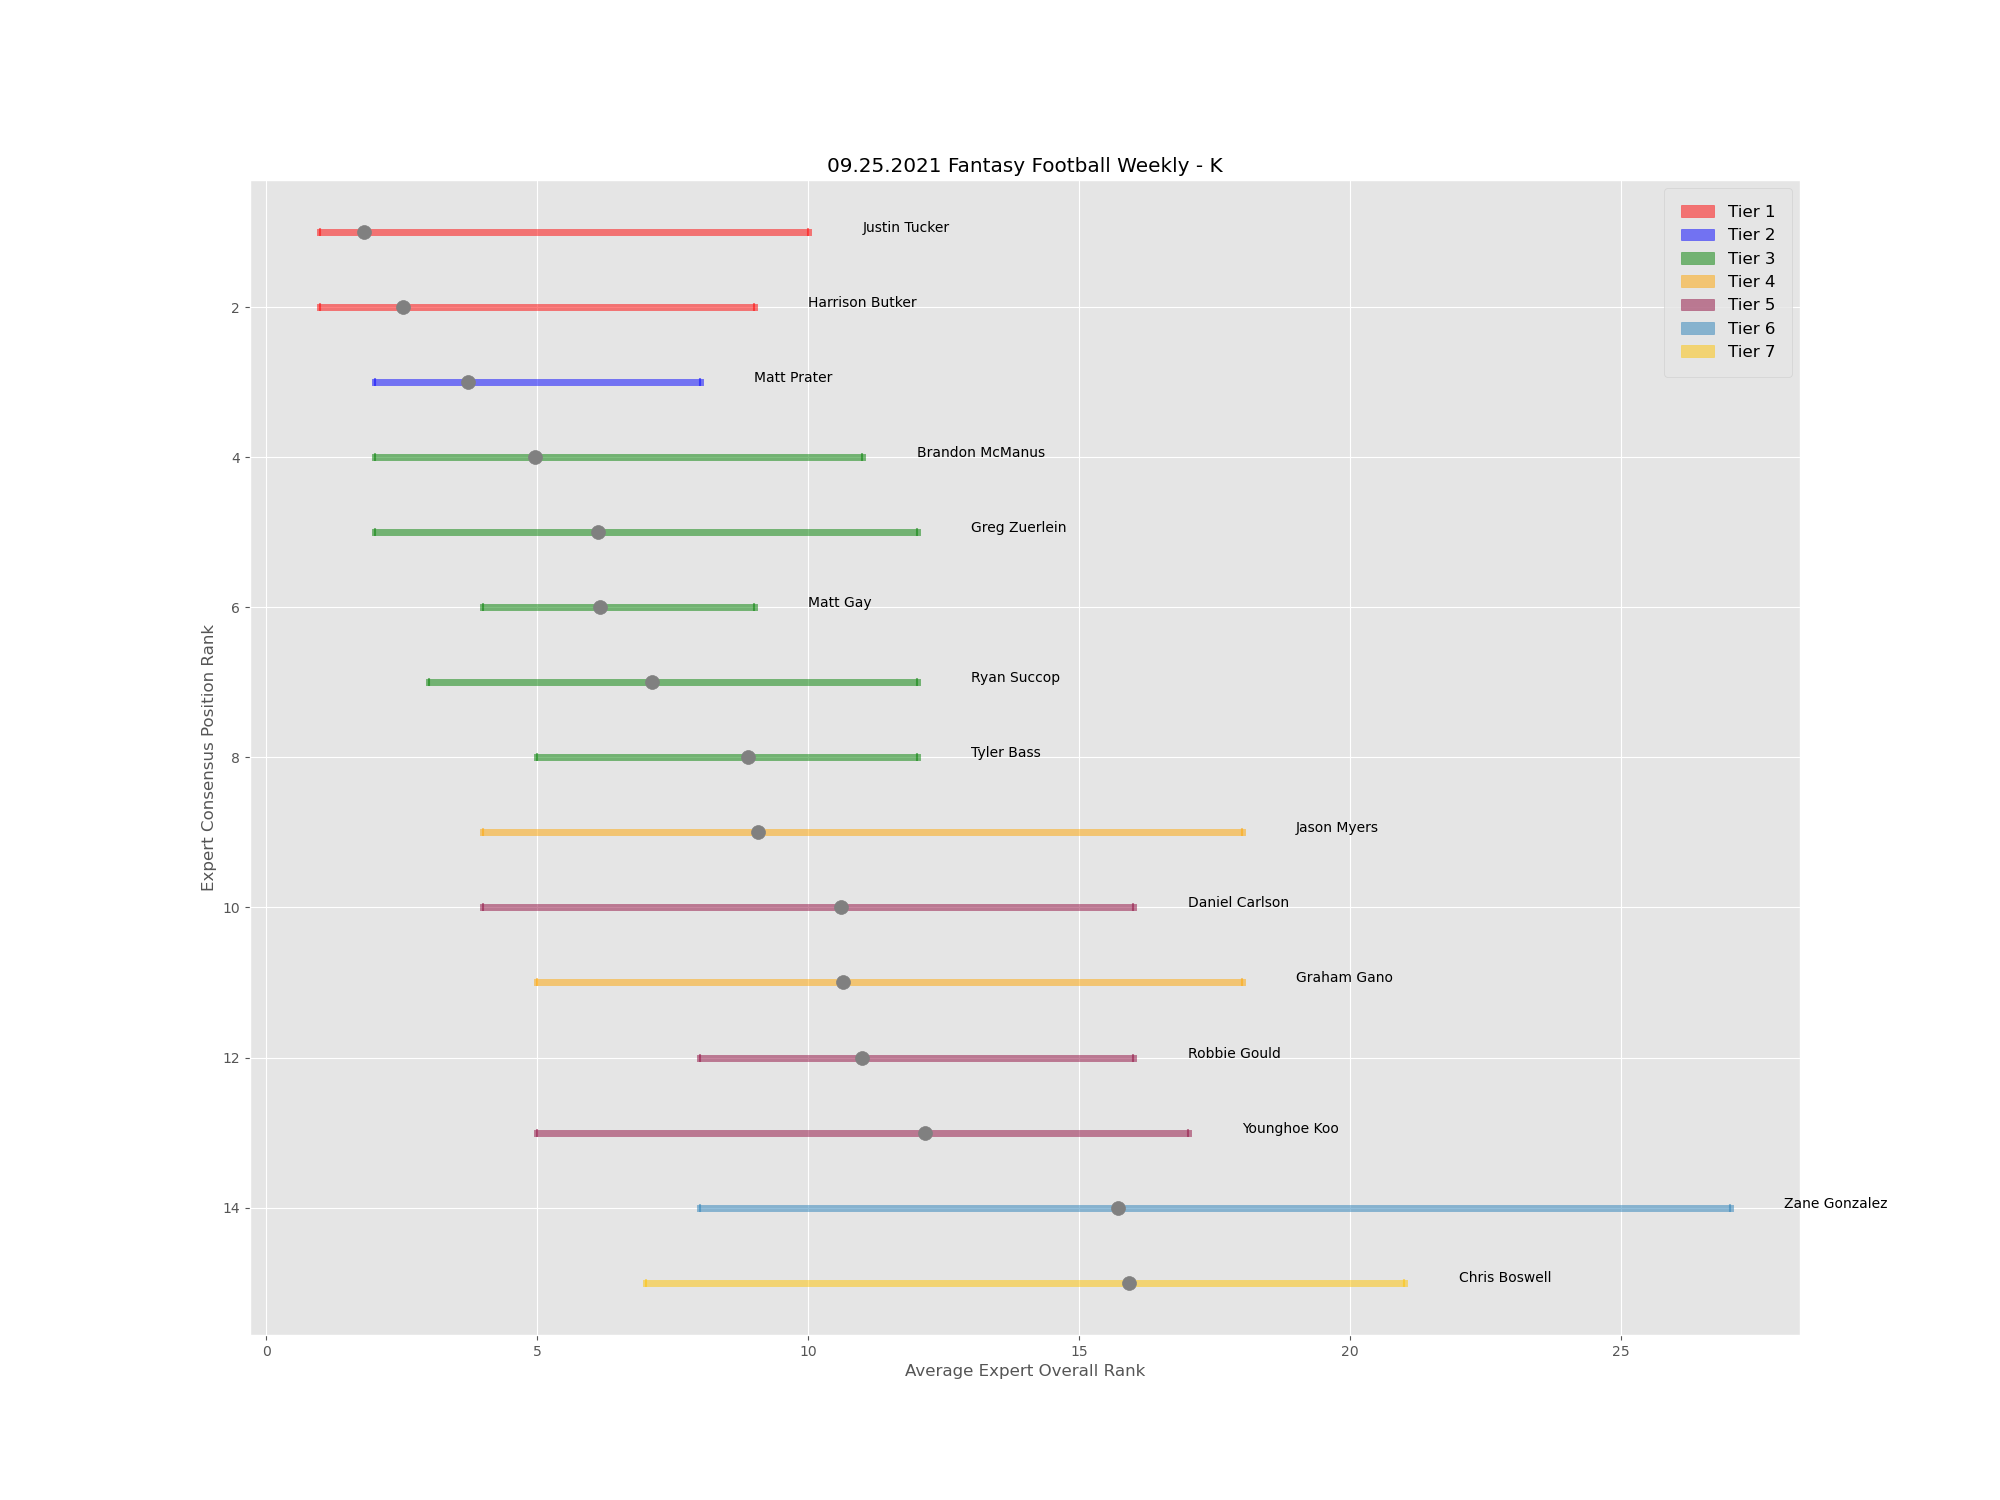 09.25.2021 Fantasy Football Weekly - K
Tier 1
Tier 2
Tier 3
Tier 4
Tier 5
Tier 6
Tier 7
Justin Tucker
Harrison Butker
Matt Prater
Brandon McManus
Greg Zuerlein
Matt Gay
Ryan Succop
Tyler Bass
Jason Myers
Daniel Carlson
Graham Gano
Robbie Gould
Younghoe Koo
Zane Gonzalez
Chris Boswell
Expert Consensus Position Rank
2
4
6
8
10
12
14
0 5 10 15 20 25
Average Expert Overall Rank